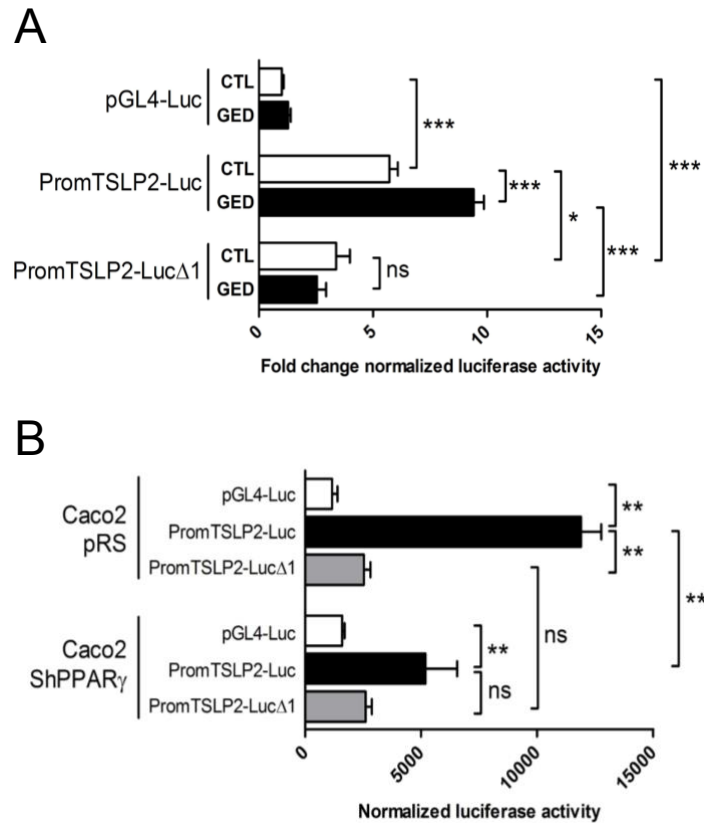 A
pGL4-Luc
CTL
GED
PromTSLP2-Luc
CTL
GED
PromTSLP2-LucΔ1
CTL
GED
***
***
*
***
***
ns
0 5 10 15
Fold change normalized luciferase activity
B
Caco2
pRS
pGL4-Luc
PromTSLP2-Luc
PromTSLP2-LucΔ1
**
**
Caco2
ShPPARγ
pGL4-Luc
PromTSLP2-Luc
PromTSLP2-LucΔ1
**
ns
ns
**
0 5000 10000 15000
Normalized luciferase activity